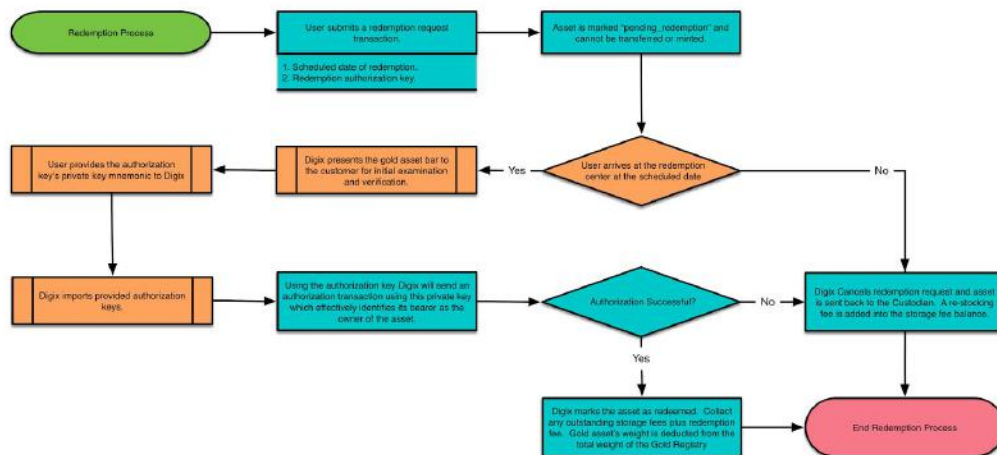 Redemption Process
User submits a redemption request
transaction.
1. Scheduled date of redemption.
2. Redemption authorization key.
Asset is marked "pending_redemption" and
cannot be transferred or minted.
User provides the authorization
key's private key mnemonic to Digix
Digix presents the gold asset bar to
the customer for initial examination
and verification.
Yes
User arrives at the redemption
center at the scheduled date
No
Digix imports provided authorization
keys.
Using the authorization key Digix will send an
authorization transaction using this private key
which effectively identifies its bearer as the
owner of the asset.
Authorization Successful?
No
Digix Cancels redemption request and asset
is sent back to the Custodian. A re-stocking
fee is added into the storage fee balance.
Yes
Digix marks the asset as redeemed. Collect
any outstanding storage fees plus redemption
fee. Gold asset's weight is deducted from the
total weight of the Gold Registry
End Redemption Process